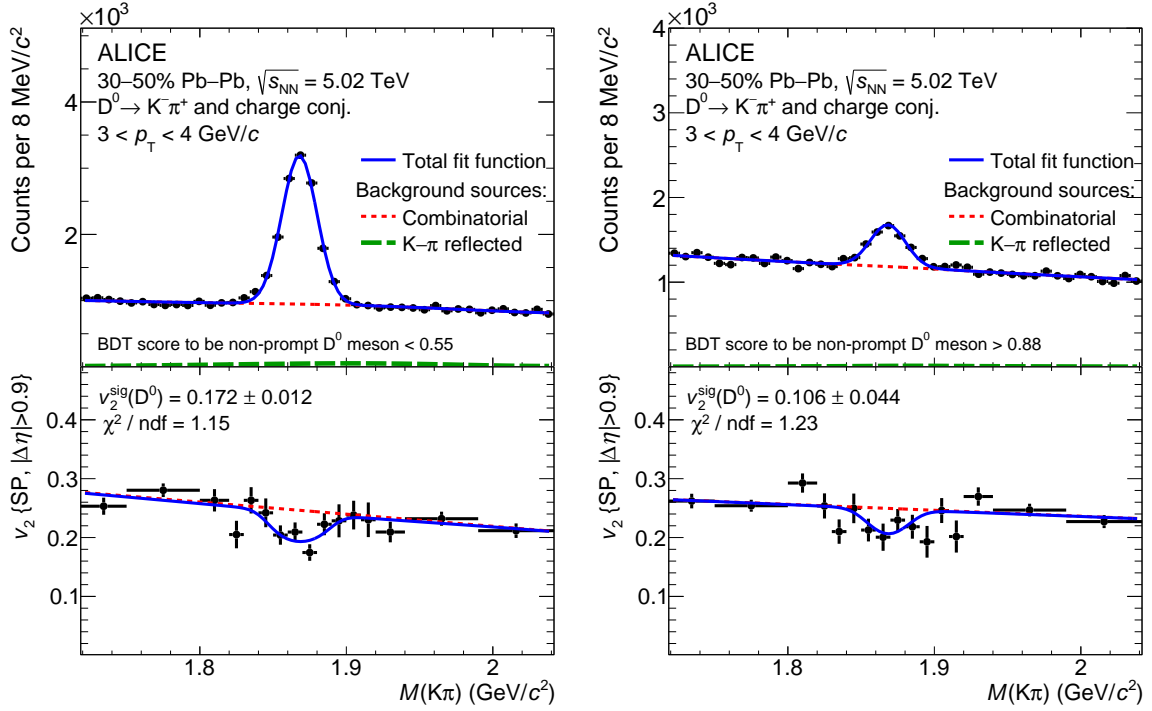 ×10³
Counts per 8 MeV/c²
4
2
ALICE
30–50% Pb–Pb, √sNN = 5.02 TeV
D⁰→ K⁻π⁺ and charge conj.
3 < pT < 4 GeV/c
Total fit function
Background sources:
Combinatorial
K–π reflected
BDT score to be non-prompt D⁰ meson < 0.55
v₂ {SP, |Δη|>0.9}
0.4
0.3
0.2
0.1
v₂^sig(D⁰) = 0.172 ± 0.012
χ² / ndf = 1.15
1.8
1.9
2
M(Kπ) (GeV/c²)
×10³
Counts per 8 MeV/c²
4
3
2
1
ALICE
30–50% Pb–Pb, √sNN = 5.02 TeV
D⁰→ K⁻π⁺ and charge conj.
3 < pT < 4 GeV/c
Total fit function
Background sources:
Combinatorial
K–π reflected
BDT score to be non-prompt D⁰ meson > 0.88
v₂ {SP, |Δη|>0.9}
0.4
0.3
0.2
0.1
v₂^sig(D⁰) = 0.106 ± 0.044
χ² / ndf = 1.23
1.8
1.9
2
M(Kπ) (GeV/c²)